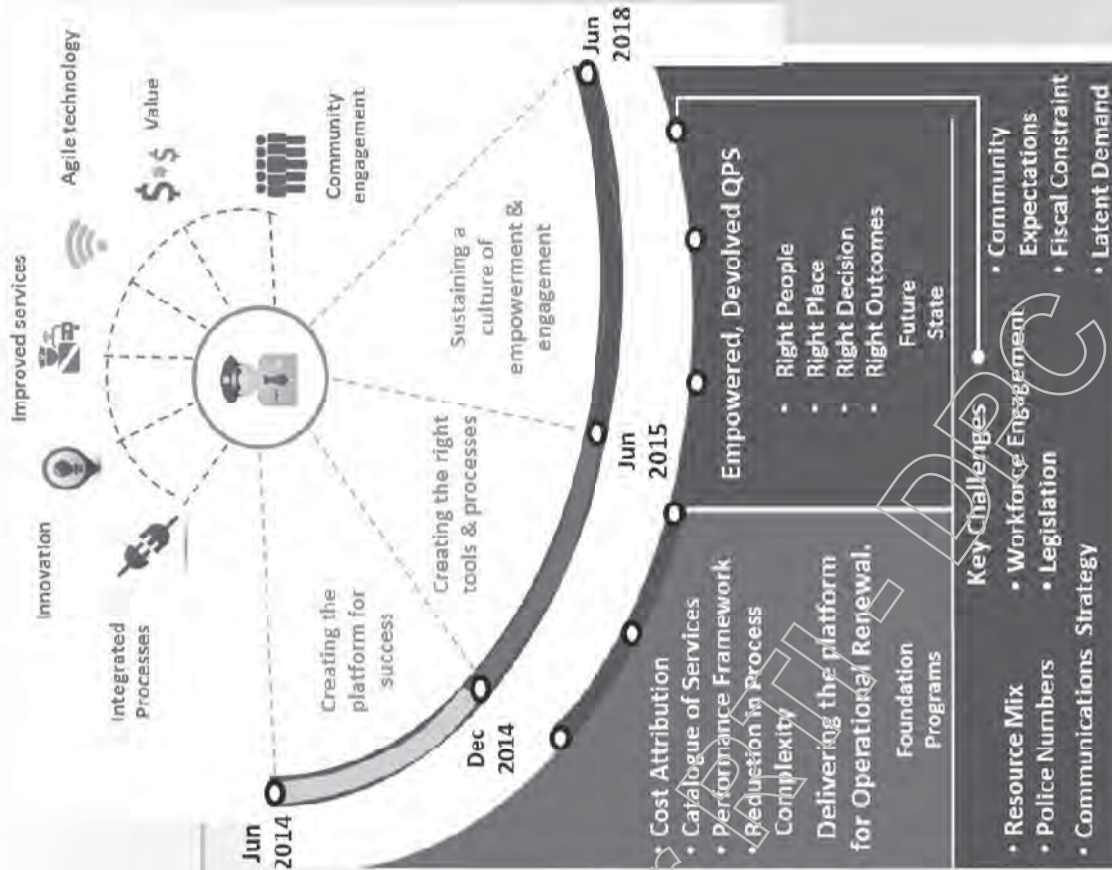 Improved services
Innovation
Agile technology
Integrated
Processes
Value
Community
engagement
Creating the
platform for
success
Creating the right
tools & processes
Sustaining a
culture of
empowerment &
engagement
Jun
2014
Dec
2014
Jun
2015
Jun
2018
• Cost Attribution
• Catalogue of Services
• Performance Framework
• Reduction in Process
Complexity
Delivering the platform
for Operational Renewal.
Foundation
Programs
Empowered, Devolved QPS
• Right People
• Right Place
• Right Decision
• Right Outcomes
Future
State
Key Challenges
• Resource Mix
• Police Numbers
• Communications Strategy
• Workforce Engagement
• Legislation
• Community
Expectations
• Fiscal Constraint
• Latent Demand
RTI - DPC